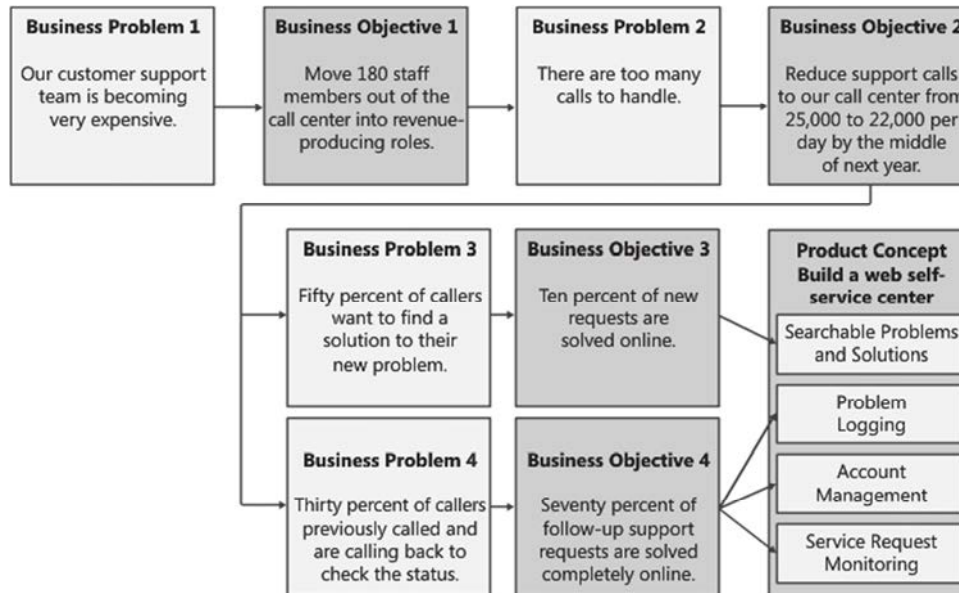 Business Problem 1
Our customer support
team is becoming
very expensive.
Business Objective 1
Move 180 staff
members out of the
call center into revenue-
producing roles.
Business Problem 2
There are too many
calls to handle.
Business Objective 2
Reduce support calls
to our call center from
25,000 to 22,000 per
day by the middle
of next year.
Business Problem 3
Fifty percent of callers
want to find a
solution to their
new problem.
Business Objective 3
Ten percent of new
requests are
solved online.
Product Concept
Build a web self-
service center
Searchable Problems
and Solutions
Problem
Logging
Account
Management
Service Request
Monitoring
Business Problem 4
Thirty percent of callers
previously called and
are calling back to
check the status.
Business Objective 4
Seventy percent of
follow-up support
requests are solved
completely online.